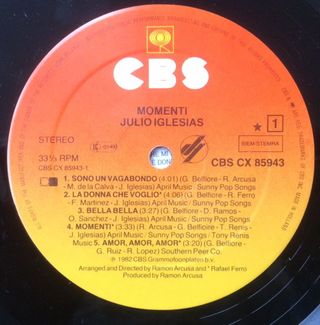 CBS
MOMENTI
JULIO IGLESIAS
STEREO
1
33⅓ RPM
BIEM-STEMRA
CBS CX 85943-1
CBS CX 85943
1. SONO UN VAGABONDO (4:01) (G. Belfiore - R. Arcusa
- M. de la Calva - J. Iglesias) April Music / Sunny Pop Songs
2. LA DONNA CHE VOGLIO* (4:06) (G. Belfiore - R. Ferro
- F. Martinez - J. Iglesias) April Music / Sunny Pop Songs
3. BELLA BELLA (3:27) (G. Belfiore - D. Ramos -
O. Sanchez - J. Iglesias) April Music / Sunny Pop Songs
4. MOMENTI* (3:33) (R. Arcusa - G. Belfiore - T. Renis -
J. Iglesias) April Music / Sunny Pop Songs / Tony Renis
Music 5. AMOR, AMOR, AMOR* (3:20) (G. Belfiore -
G. Ruiz - R. Lopez) Southern Peer Co.
℗ 1982 CBS Grammofoonplaten b.v.
Arranged and Directed by Ramon Arcusa and * Rafael Ferro
Produced by Ramon Arcusa